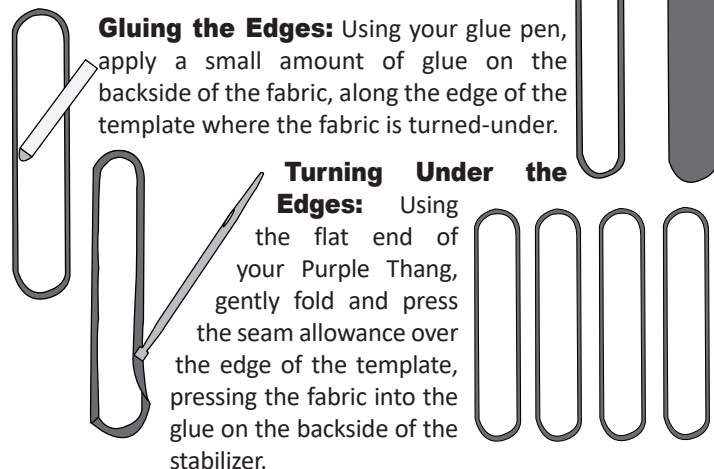 Gluing the Edges: Using your glue pen,
apply a small amount of glue on the
backside of the fabric, along the edge of the
template where the fabric is turned-under.
Turning Under the
Edges: Using
the flat end of
your Purple Thang,
gently fold and press
the seam allowance over
the edge of the template,
pressing the fabric into the
glue on the backside of the
stabilizer.